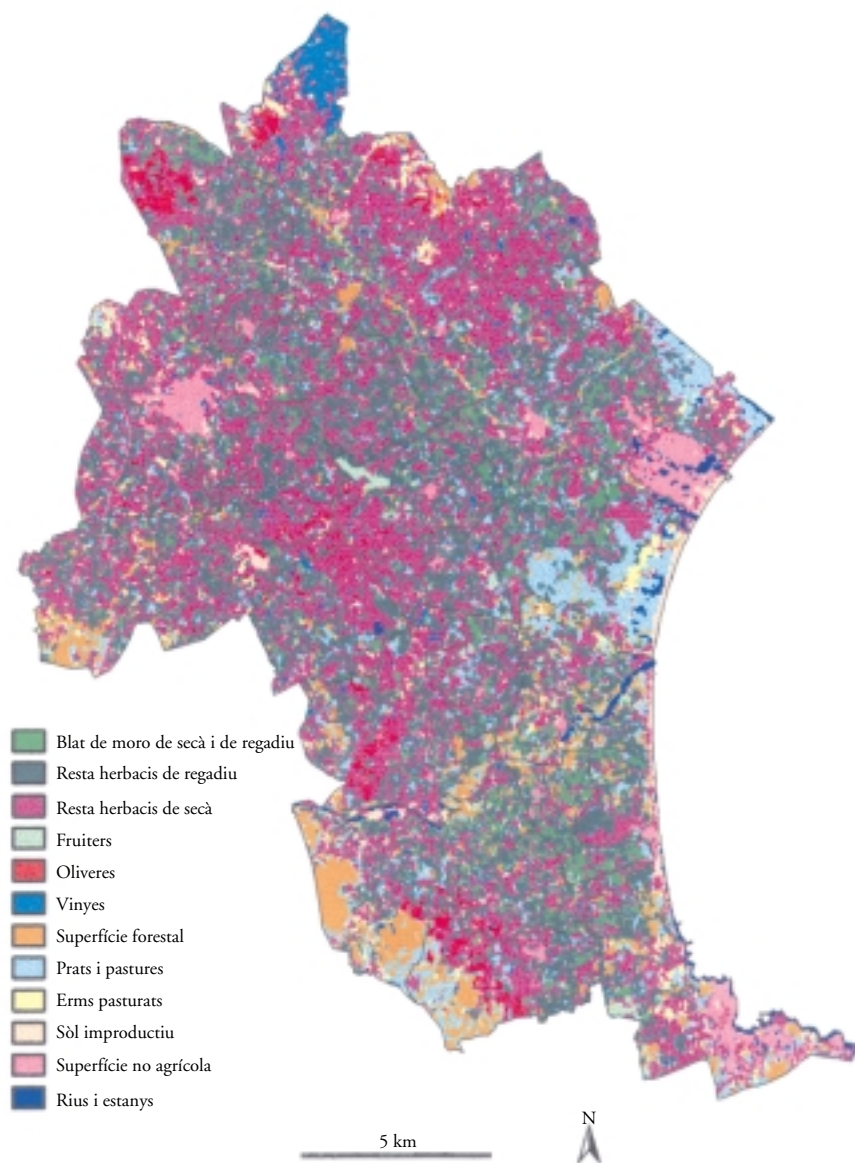 Blat de moro de secà i de regadiu
Resta herbacis de regadiu
Resta herbacis de secà
Fruiters
Oliveres
Vinyes
Superfície forestal
Prats i pastures
Erms pasturats
Sòl improductiu
Superfície no agrícola
Rius i estanys
5 km
N